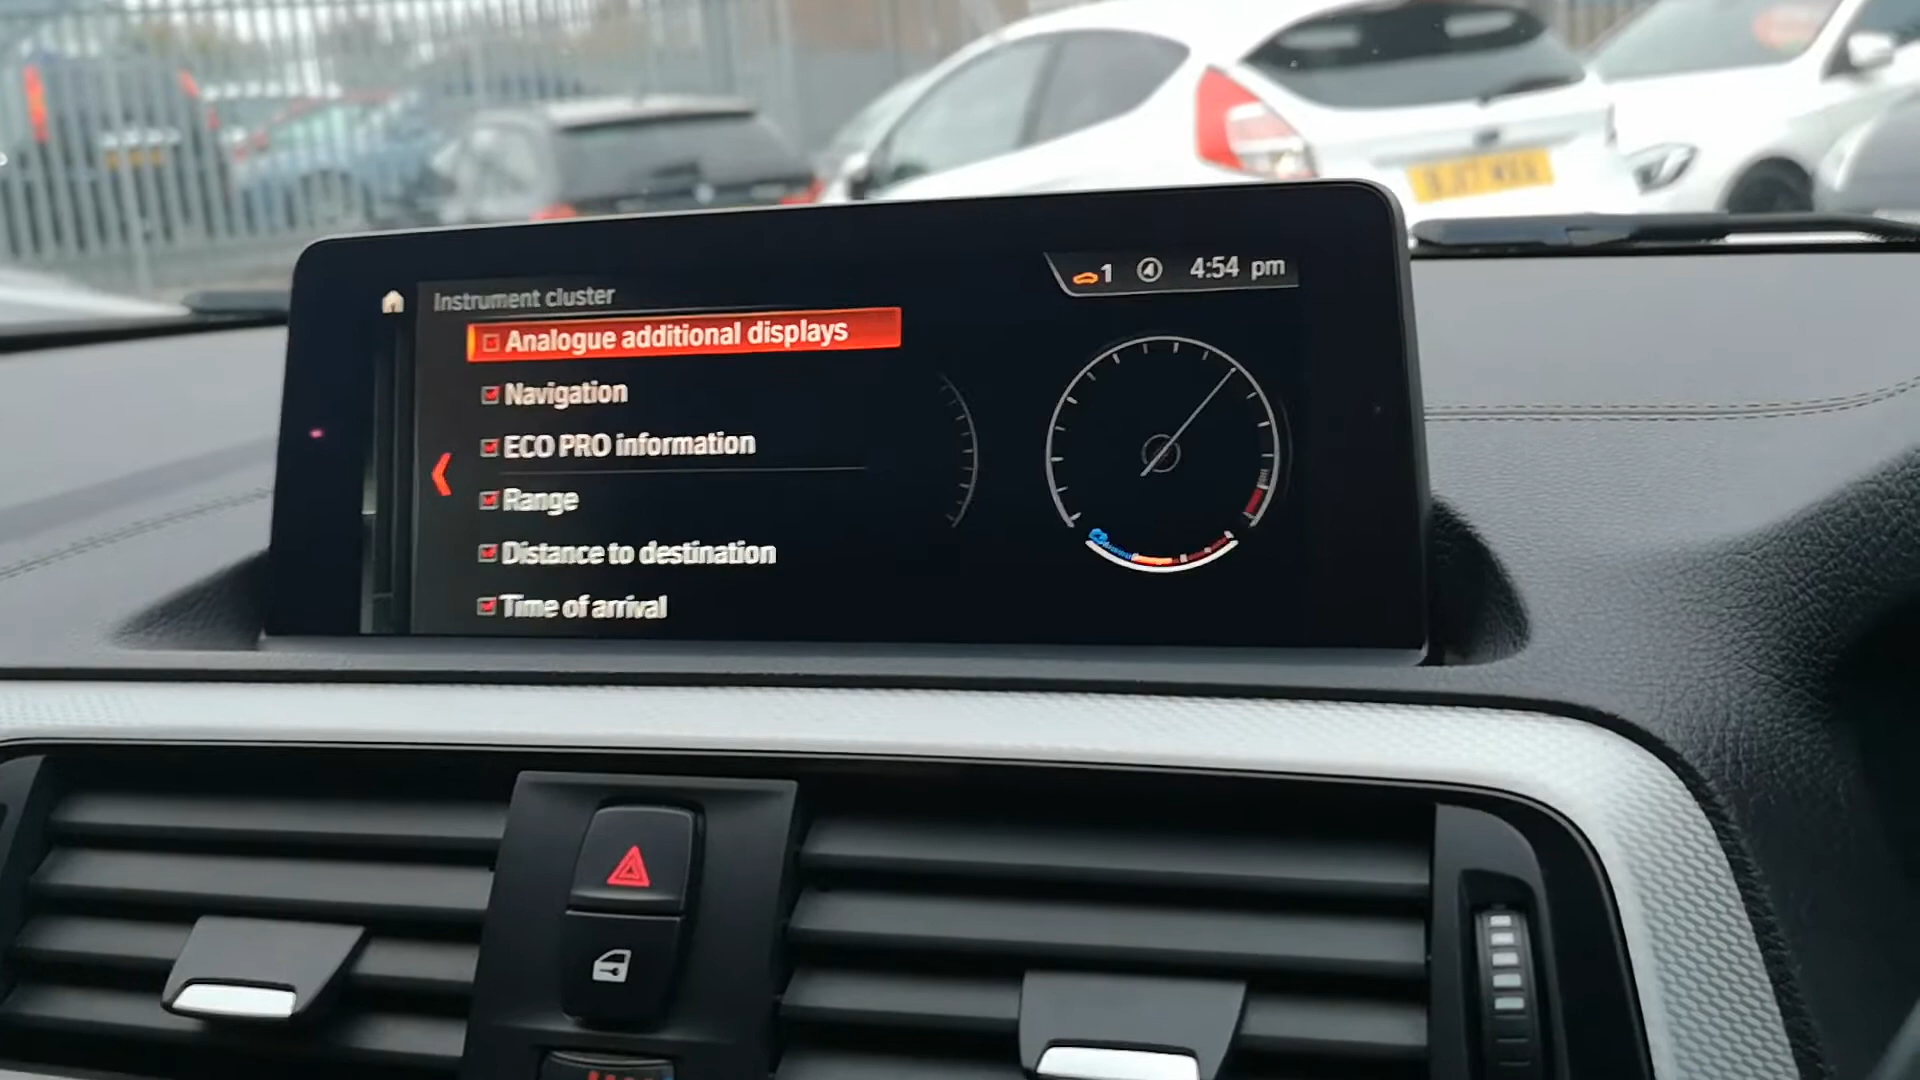 Instrument cluster
1 4:54 pm
Analogue additional displays
Navigation
ECO PRO information
Range
Distance to destination
Time of arrival